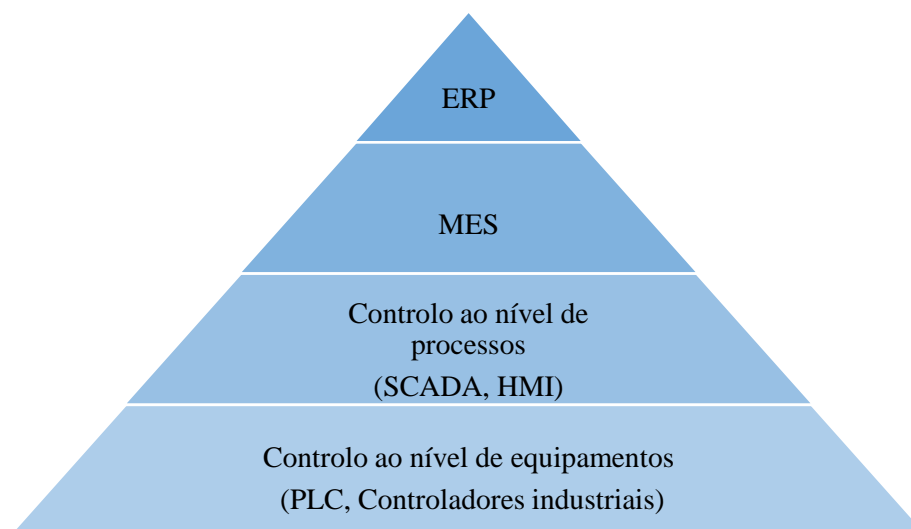 ERP
MES
Controlo ao nível de
processos
(SCADA, HMI)
Controlo ao nível de equipamentos
(PLC, Controladores industriais)